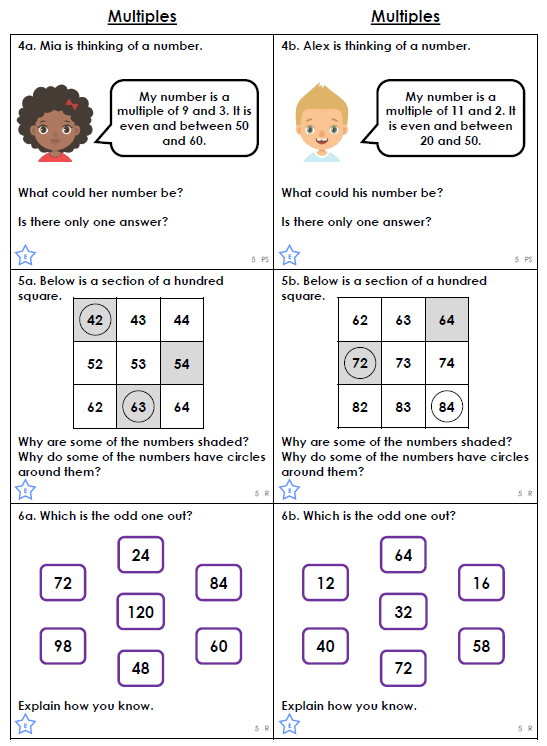 Multiples
Multiples
4a. Mia is thinking of a number.
My number is a
multiple of 9 and 3. It is
even and between 50
and 60.
What could her number be?
Is there only one answer?
E
5 PS
4b. Alex is thinking of a number.
My number is a
multiple of 11 and 2. It
is even and between
20 and 50.
What could his number be?
Is there only one answer?
E
5 PS
5a. Below is a section of a hundred
square.
42 43 44
52 53 54
62 63 64
Why are some of the numbers shaded?
Why do some of the numbers have circles
around them?
E
5 R
5b. Below is a section of a hundred
square.
62 63 64
72 73 74
82 83 84
Why are some of the numbers shaded?
Why do some of the numbers have circles
around them?
E
5 R
6a. Which is the odd one out?
24
72
84
120
98
60
48
Explain how you know.
E
5 R
6b. Which is the odd one out?
64
12
16
32
40
58
72
Explain how you know.
E
5 R